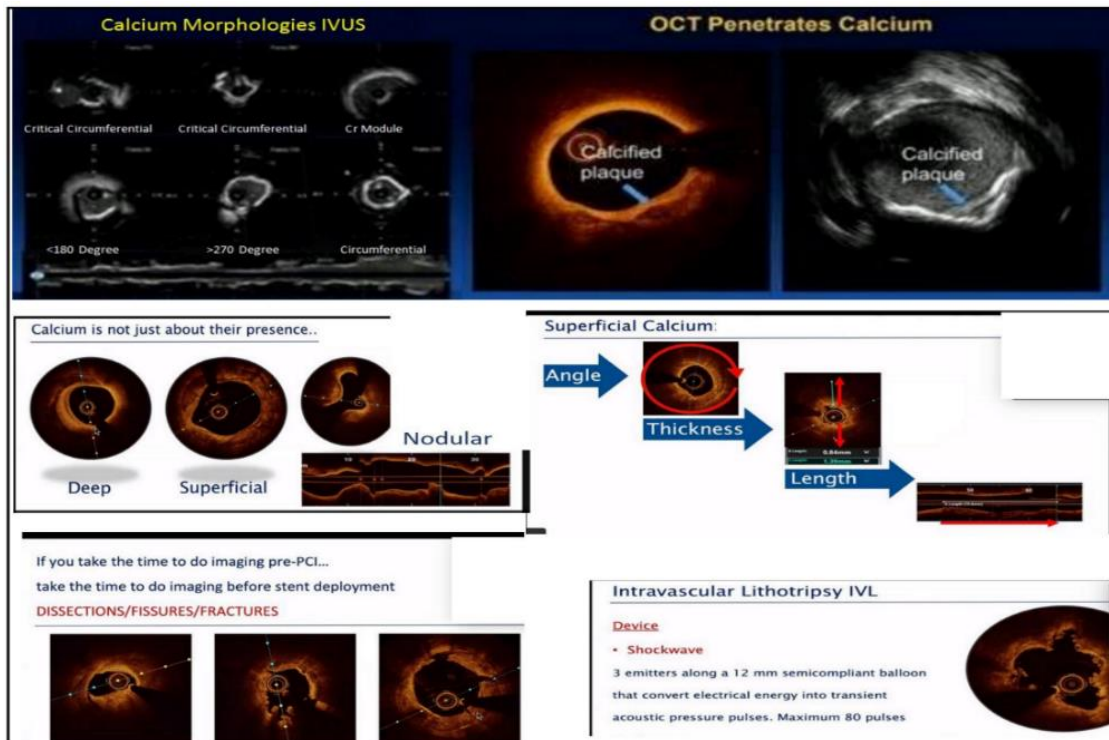 Calcium Morphologies IVUS
OCT Penetrates Calcium
Critical Circumferential
Critical Circumferential
Cr Module
<180 Degree
>270 Degree
Circumferential
Calcified
plaque
Calcified
plaque
Calcium is not just about their presence..
Deep
Superficial
Nodular
Superficial Calcium:
Angle
Thickness
0.84mm
Length
If you take the time to do imaging pre-PCI...
take the time to do imaging before stent deployment
DISSECTIONS/FISSURES/FRACTURES
Intravascular Lithotripsy IVL
Device
• Shockwave
3 emitters along a 12 mm semicompliant balloon
that convert electrical energy into transient
acoustic pressure pulses. Maximum 80 pulses